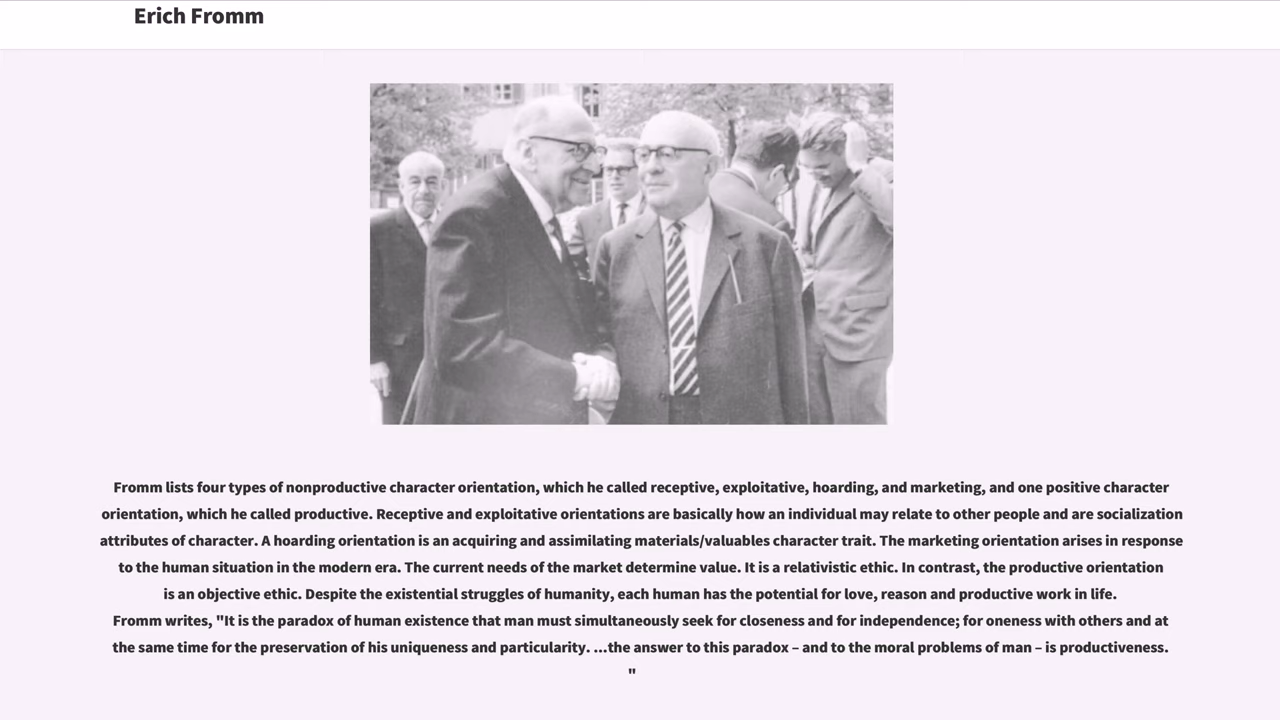 Erich Fromm
Fromm lists four types of nonproductive character orientation, which he called receptive, exploitative, hoarding, and marketing, and one positive character
orientation, which he called productive. Receptive and exploitative orientations are basically how an individual may relate to other people and are socialization
attributes of character. A hoarding orientation is an acquiring and assimilating materials/valuables character trait. The marketing orientation arises in response
to the human situation in the modern era. The current needs of the market determine value. It is a relativistic ethic. In contrast, the productive orientation
is an objective ethic. Despite the existential struggles of humanity, each human has the potential for love, reason and productive work in life.
Fromm writes, "It is the paradox of human existence that man must simultaneously seek for closeness and for independence; for oneness with others and at
the same time for the preservation of his uniqueness and particularity. ...the answer to this paradox – and to the moral problems of man – is productiveness.
"